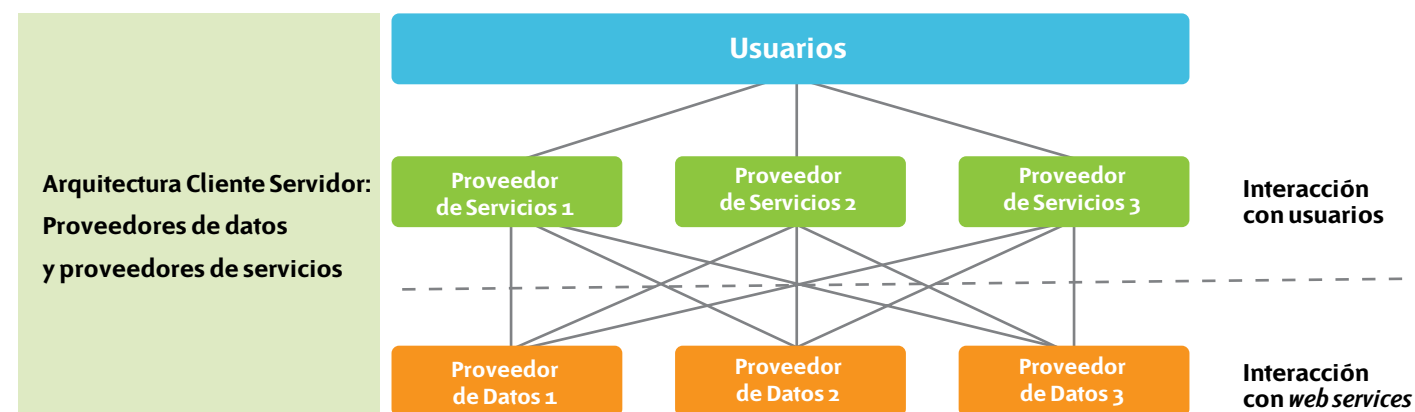 Usuarios
Arquitectura Cliente Servidor:
Proveedores de datos
y proveedores de servicios
Proveedor
de Servicios 1
Proveedor
de Servicios 2
Proveedor
de Servicios 3
Interacción
con usuarios
Proveedor
de Datos 1
Proveedor
de Datos 2
Proveedor
de Datos 3
Interacción
con web services